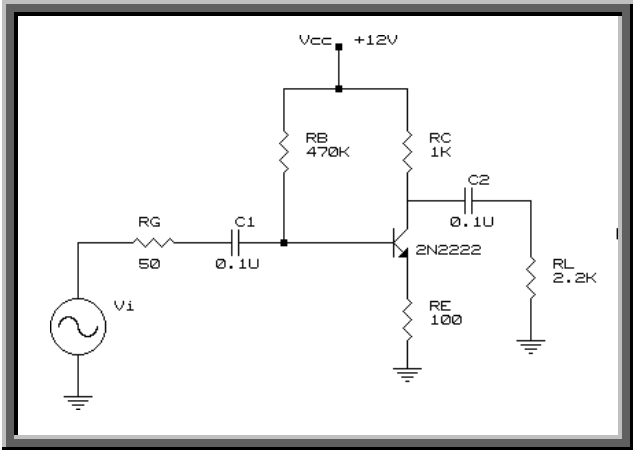 Vcc +12V
RB
470K
RC
1K
C2
0.1U
RG
50
C1
0.1U
2N2222
RL
2.2K
Vi
RE
100